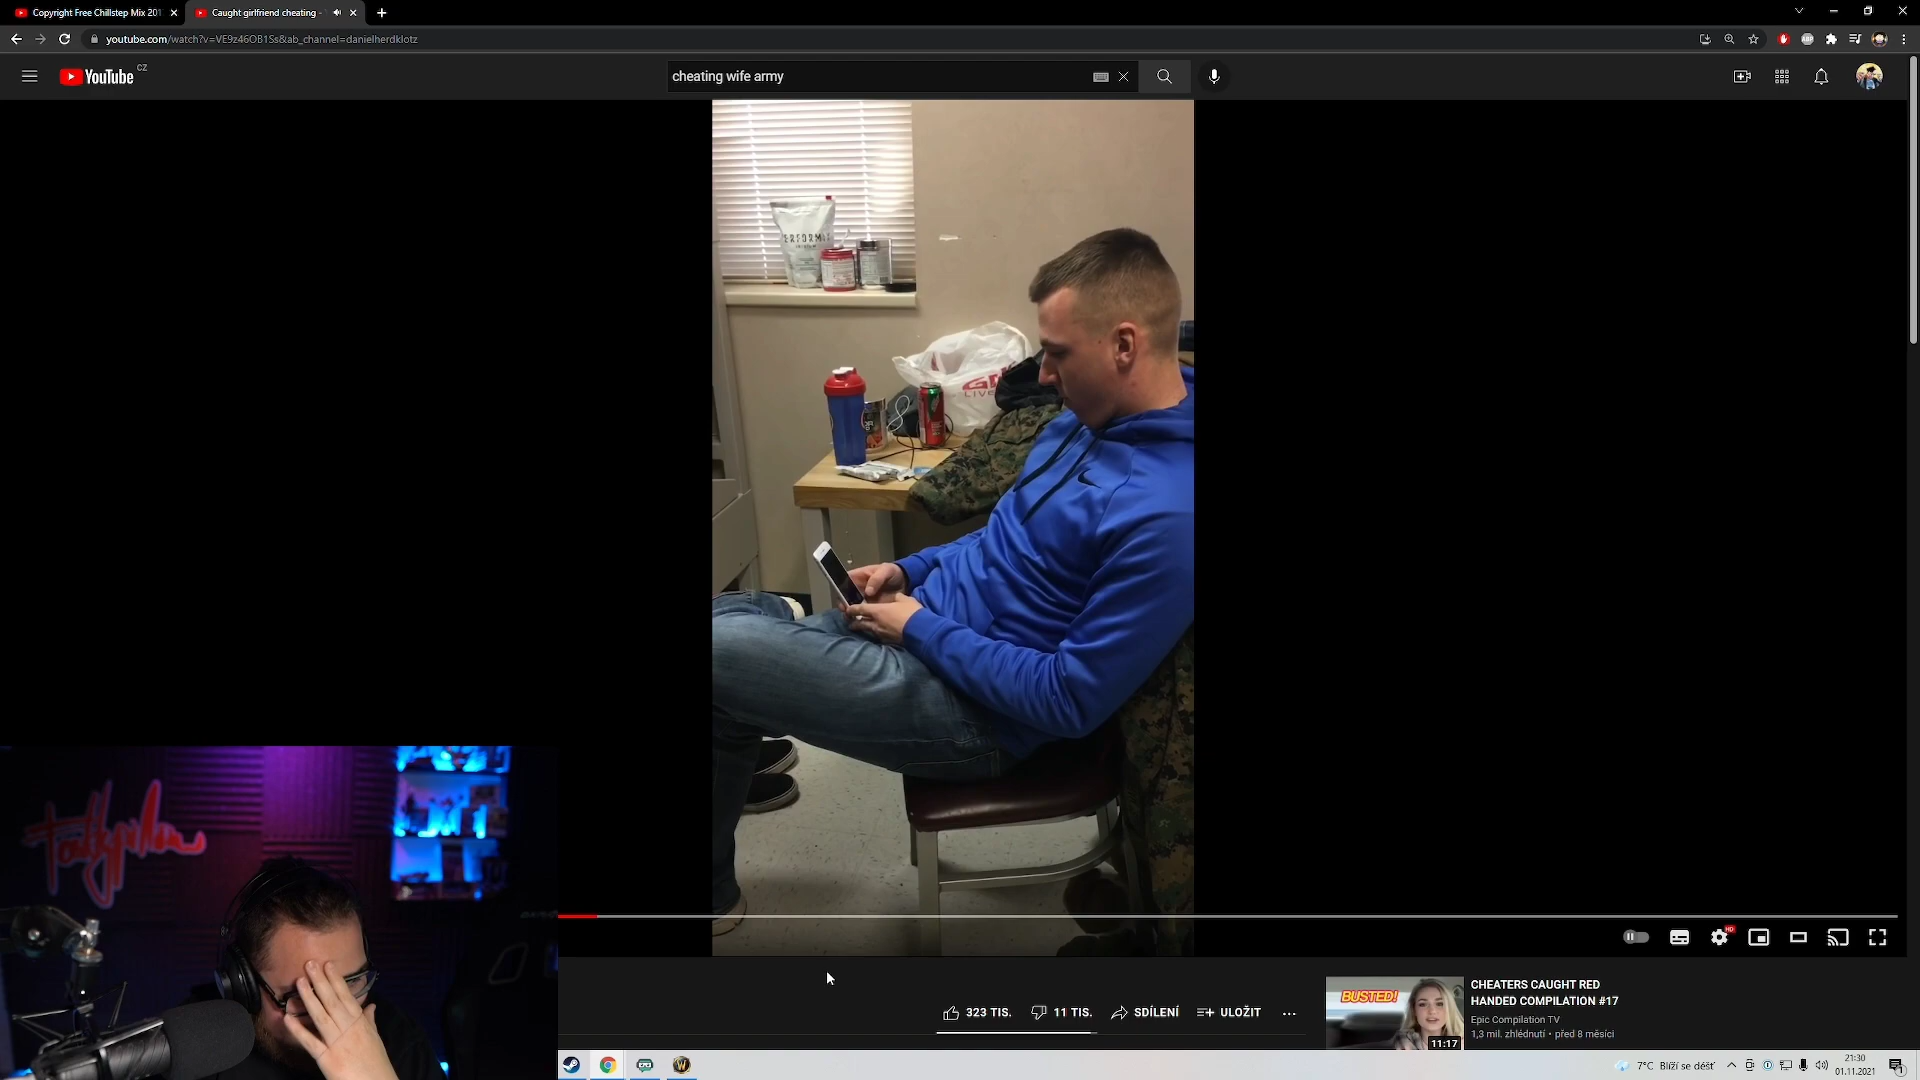 Copyright Free Chillstep Mix 201
Caught girlfriend cheating -
youtube.com/watch?v=VE9z46OB1Ss&ab_channel=danielherdklotz
YouTube CZ
cheating wife army
323 TIS.
11 TIS.
SDÍLENÍ
ULOŽIT
HD
BUSTED!
11:17
CHEATERS CAUGHT RED
HANDED COMPILATION #17
Epic Compilation TV
1,3 mil. zhlédnutí • před 8 měsíci
7°C Blíží se déšť
21:30
01.11.2021